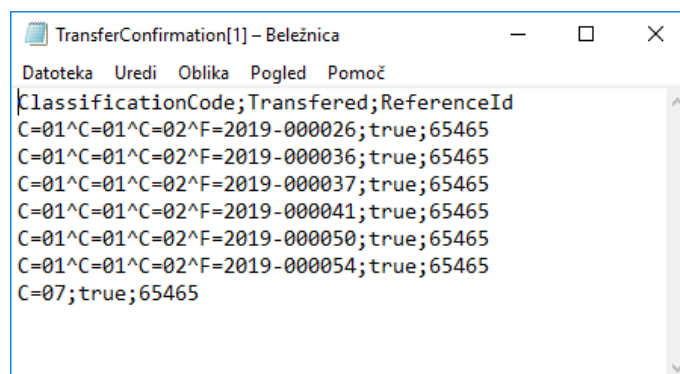 TransferConfirmation[1] – Beležnica
Datoteka Uredi Oblika Pogled Pomoč
ClassificationCode;Transfered;ReferenceId
C=01^C=01^C=02^F=2019-000026;true;65465
C=01^C=01^C=02^F=2019-000036;true;65465
C=01^C=01^C=02^F=2019-000037;true;65465
C=01^C=01^C=02^F=2019-000041;true;65465
C=01^C=01^C=02^F=2019-000050;true;65465
C=01^C=01^C=02^F=2019-000054;true;65465
C=07;true;65465